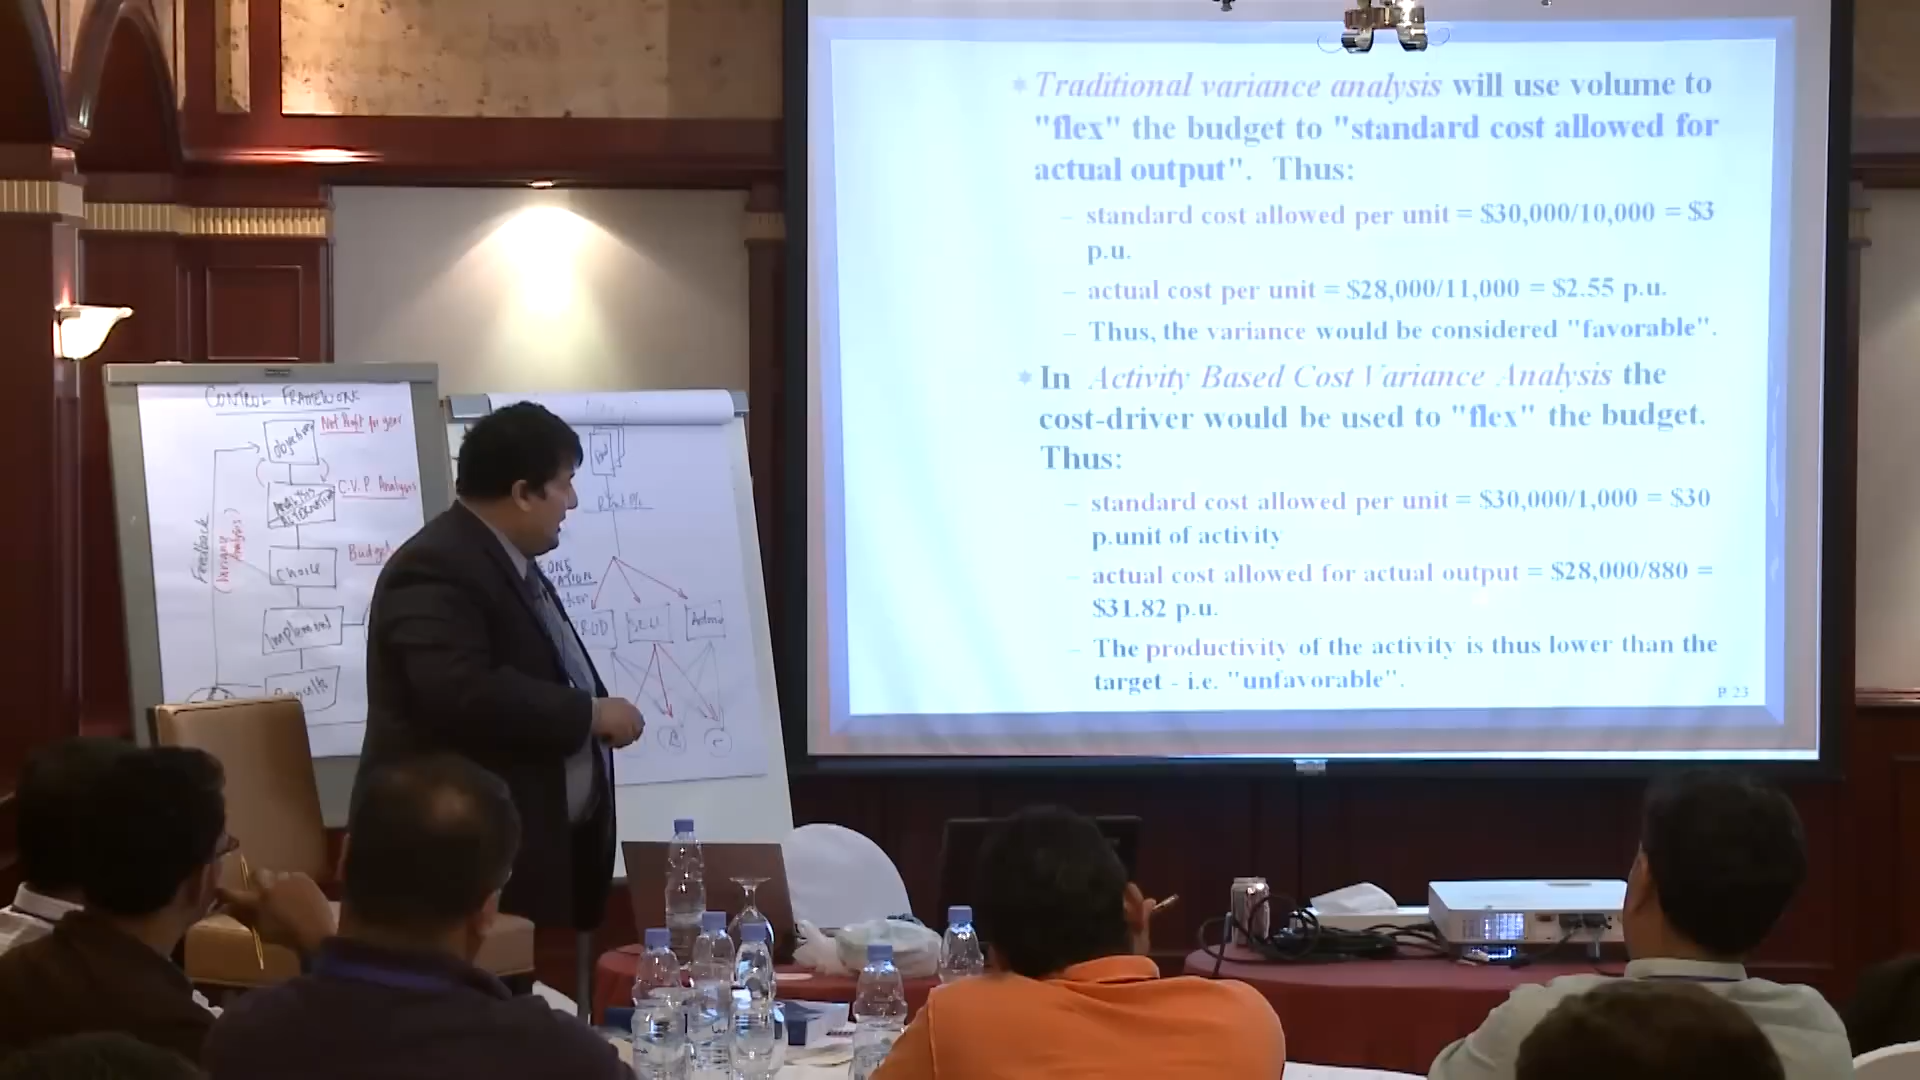 Traditional variance analysis will use volume to
"flex" the budget to "standard cost allowed for
actual output". Thus:
– standard cost allowed per unit = $30,000/10,000 = $3
p.u.
– actual cost per unit = $28,000/11,000 = $2.55 p.u.
– Thus, the variance would be considered "favorable".
In Activity Based Cost Variance Analysis the
cost-driver would be used to "flex" the budget.
Thus:
– standard cost allowed per unit = $30,000/1,000 = $30
p.unit of activity
– actual cost allowed for actual output = $28,000/880 =
$31.82 p.u.
– The productivity of the activity is thus lower than the
target - i.e. "unfavorable".
P 23
CONTROL FRAMEWORK
Net Profit for year
C.V.P. Analysis
Feedback
Budget
Choice